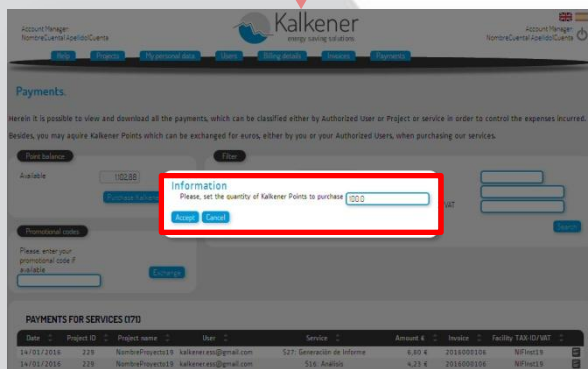 Account Manager:
NombreCuenta1ApellidoCuenta
Kalkener
energy saving solutions
Account Manager:
NombreCuenta1ApellidoCuenta
Help Projects My personal data Users Billing details Invoices Payments
Payments.
Herein it is possible to view and download all the payments, which can be classified either by Authorized User or Project or service in order to control the expenses incurred.
Besides, you may aquire Kalkener Points which can be exchanged for euros, either by you or your Authorized Users, when purchasing our services.
Point balance
Filter
Available 1102,88
Purchase Kalkener
Information
Please, set the quantity of Kalkener Points to purchase 100.0
Accept Cancel
VAT
Search
Promotional codes
Please, enter your
promotional code if
available
Exchange
PAYMENTS FOR SERVICES (171)
Date Project ID Project name User Service Amount € Invoice Facility TAX-ID/VAT
14/01/2016 229 NombreProyecto19 kalkener.ess@gmail.com S27: Generación de Informe 6,80 € 2016000106 NIFInst19
14/01/2016 229 NombreProyecto19 kalkener.ess@gmail.com S16: Análisis 4,25 € 2016000106 NIFInst19